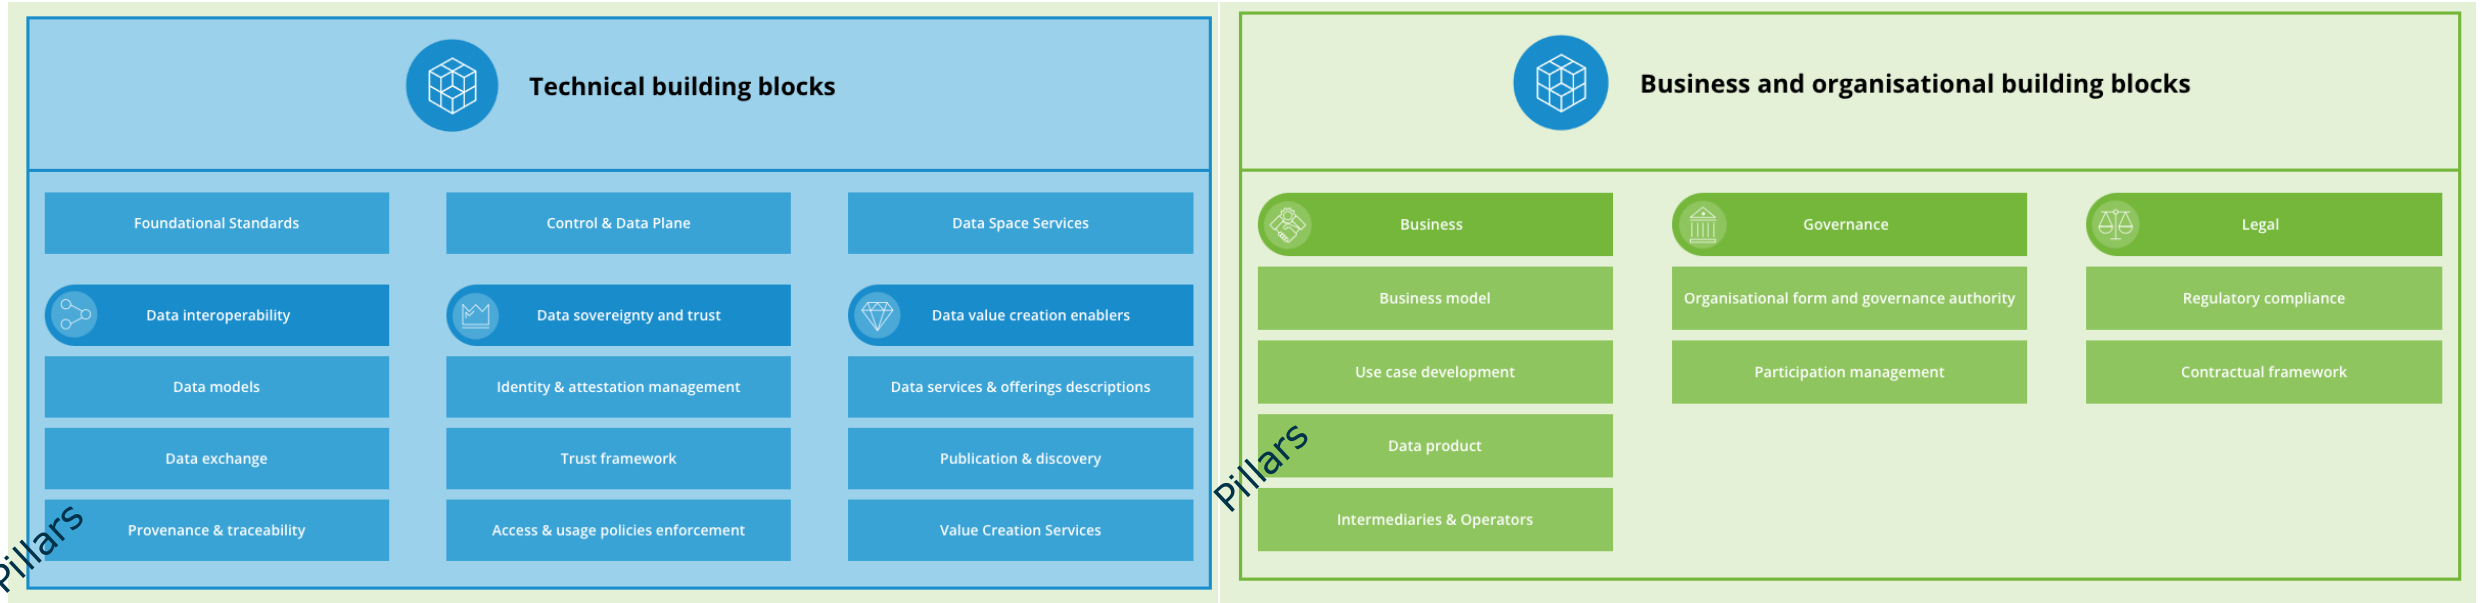 Technical building blocks
Foundational Standards
Control & Data Plane
Data Space Services
Data interoperability
Data sovereignty and trust
Data value creation enablers
Data models
Identity & attestation management
Data services & offerings descriptions
Data exchange
Trust framework
Publication & discovery
Provenance & traceability
Access & usage policies enforcement
Value Creation Services
Pillars
Business and organisational building blocks
Business
Governance
Legal
Business model
Organisational form and governance authority
Regulatory compliance
Use case development
Participation management
Contractual framework
Data product
Intermediaries & Operators
Pillars